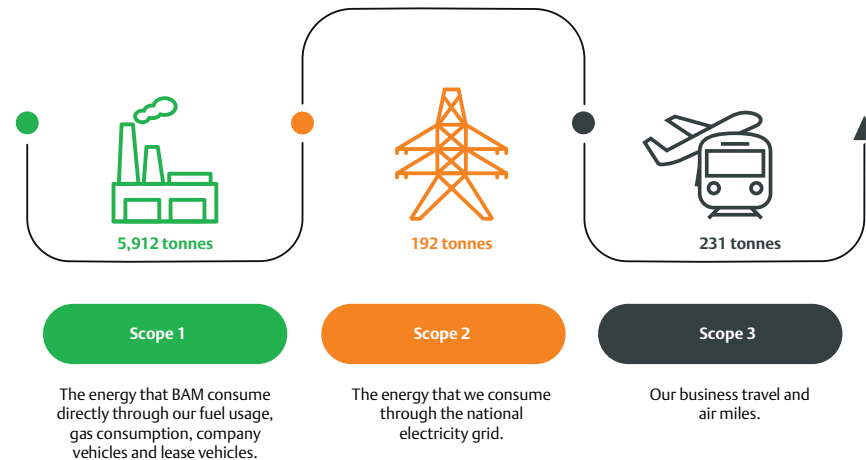 5,912 tonnes
192 tonnes
231 tonnes
Scope 1
Scope 2
Scope 3
The energy that BAM consume
directly through our fuel usage,
gas consumption, company
vehicles and lease vehicles.
The energy that we consume
through the national
electricity grid.
Our business travel and
air miles.